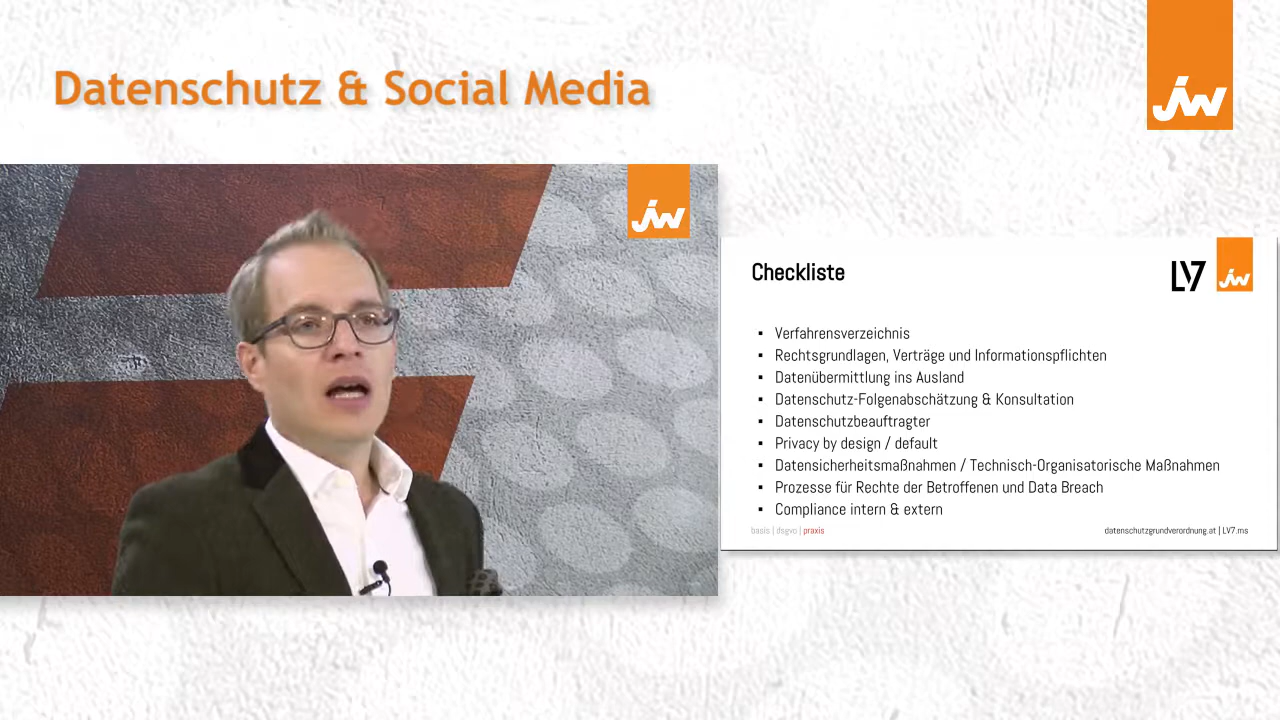 Datenschutz & Social Media
jw
jw
Checkliste
LV7
jw
▪ Verfahrensverzeichnis
▪ Rechtsgrundlagen, Verträge und Informationspflichten
▪ Datenübermittlung ins Ausland
▪ Datenschutz-Folgenabschätzung & Konsultation
▪ Datenschutzbeauftragter
▪ Privacy by design / default
▪ Datensicherheitsmaßnahmen / Technisch-Organisatorische Maßnahmen
▪ Prozesse für Rechte der Betroffenen und Data Breach
▪ Compliance intern & extern
basis | dsgvo | praxis
datenschutzgrundverordnung.at | LV7.ms